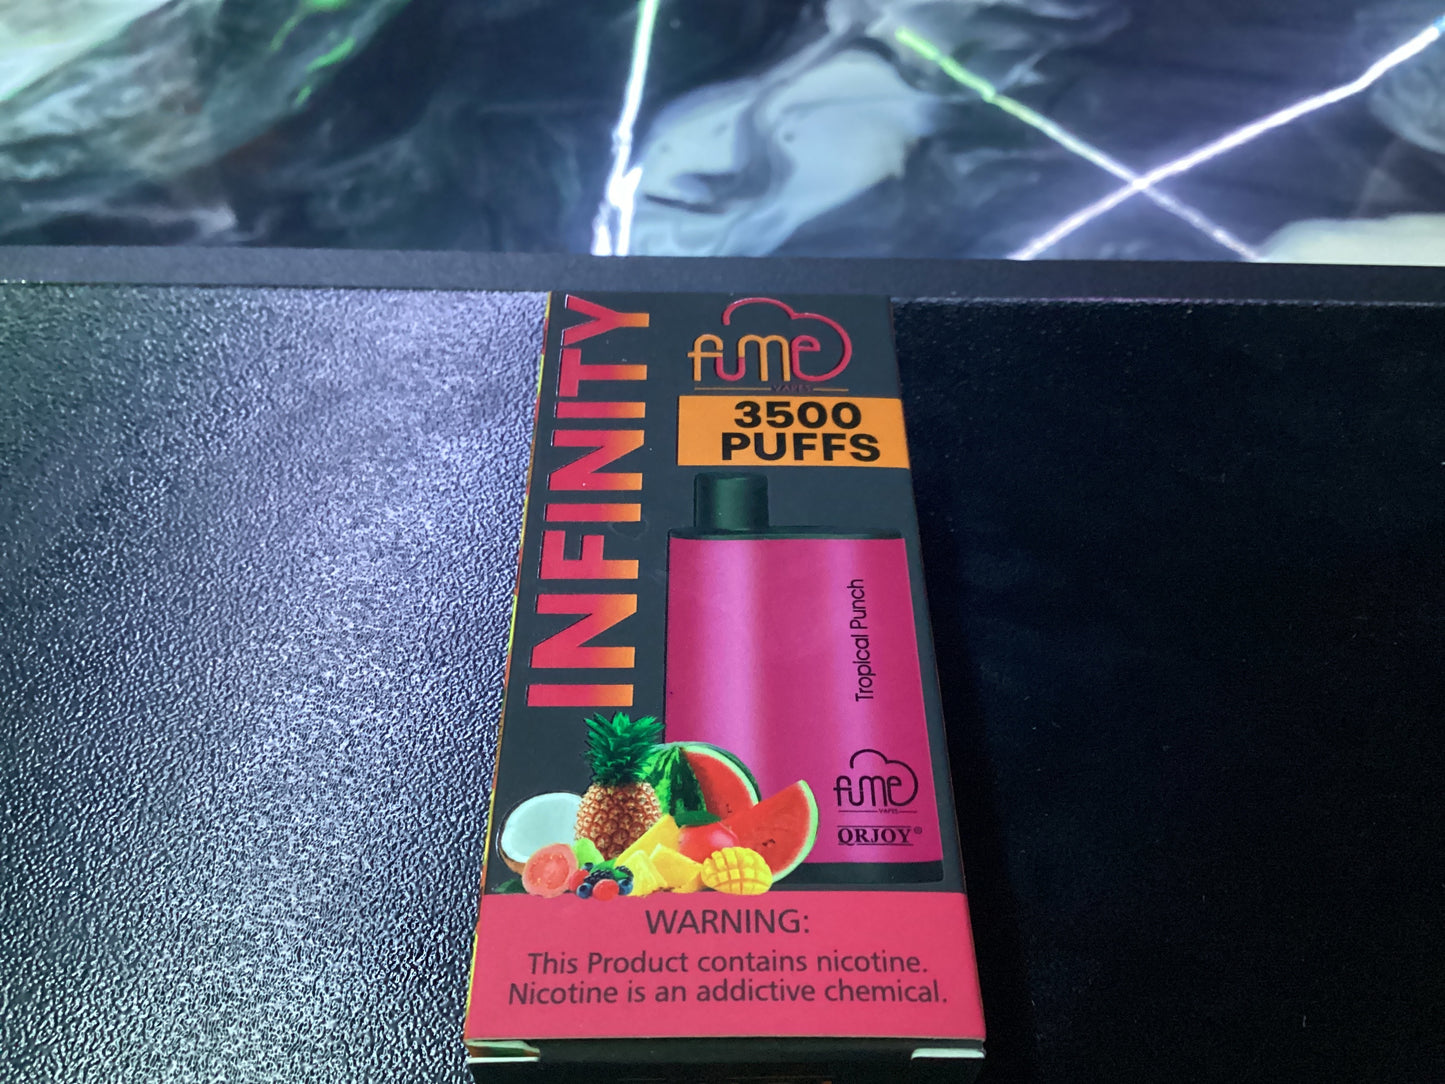 INFINITY
fume
VAPES
3500
PUFFS
Tropical Punch
fume
VAPES
QRJOY®
WARNING:
This Product contains nicotine.
Nicotine is an addictive chemical.